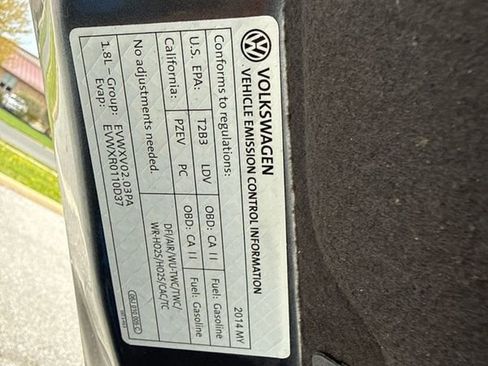 VOLKSWAGEN
VEHICLE EMISSION CONTROL INFORMATION
Conforms to regulations: 2014 MY
U.S. EPA: T2B3 LDV OBD: CA II Fuel: Gasoline
California: PZEV PC OBD: CA II Fuel: Gasoline
No adjustments needed.
DFI/AIR/WU-TWC/TWC/
WR-HO2S/HO2S/CAC/TC
1.8L Group: EVWXV02.03PA
Evap: EVWXR0110D37